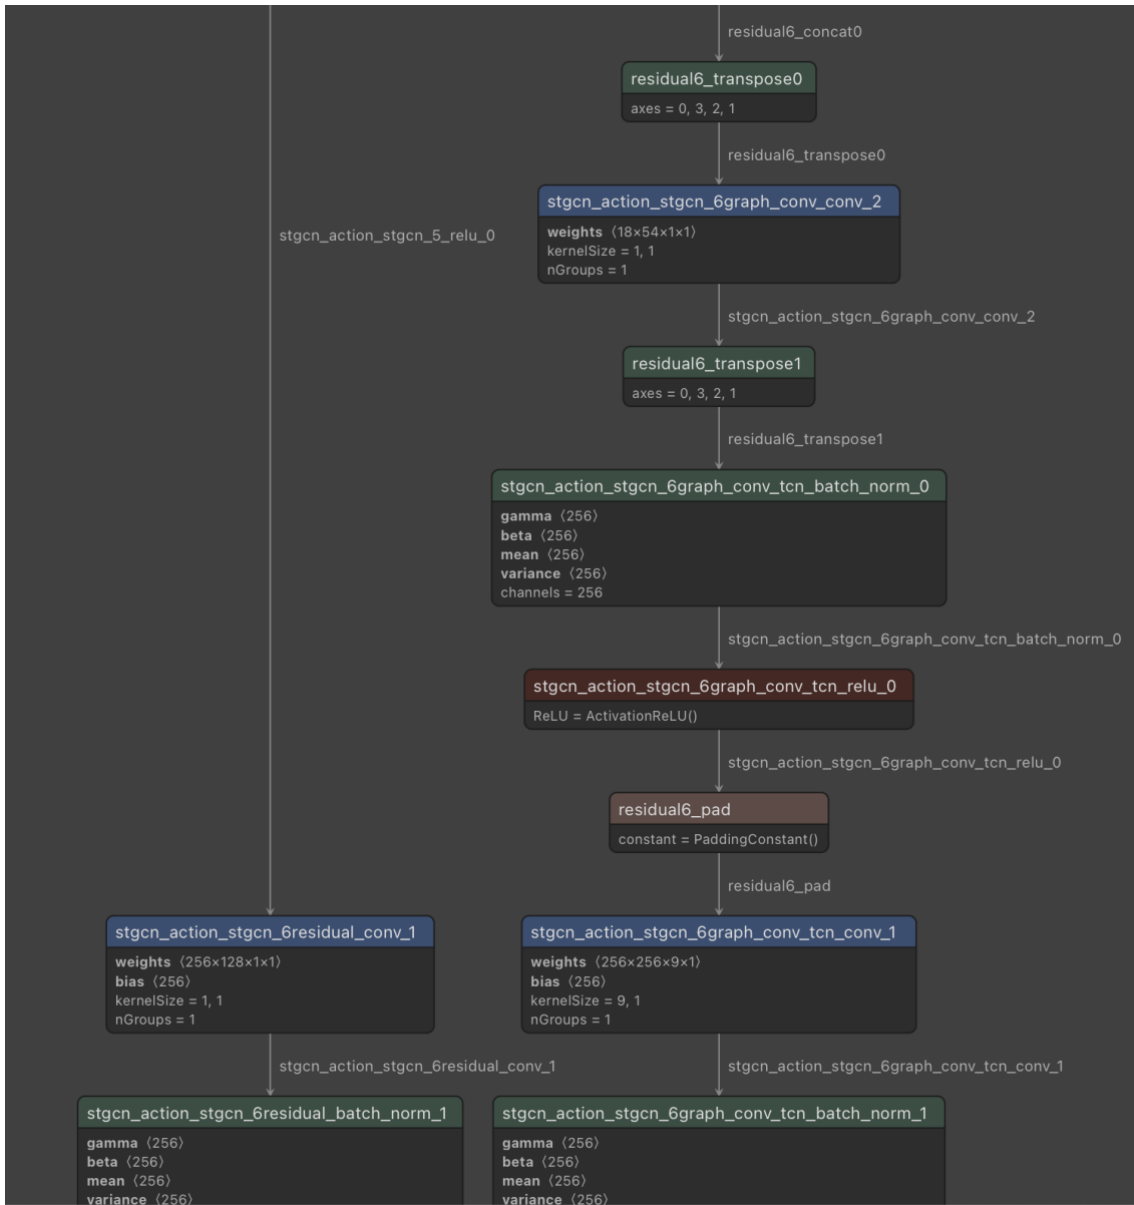 residual6_concat0
residual6_transpose0
axes = 0, 3, 2, 1
residual6_transpose0
stgcn_action_stgcn_6graph_conv_conv_2
weights ⟨18×54×1×1⟩
kernelSize = 1, 1
nGroups = 1
stgcn_action_stgcn_5_relu_0
stgcn_action_stgcn_6graph_conv_conv_2
residual6_transpose1
axes = 0, 3, 2, 1
residual6_transpose1
stgcn_action_stgcn_6graph_conv_tcn_batch_norm_0
gamma ⟨256⟩
beta ⟨256⟩
mean ⟨256⟩
variance ⟨256⟩
channels = 256
stgcn_action_stgcn_6graph_conv_tcn_batch_norm_0
stgcn_action_stgcn_6graph_conv_tcn_relu_0
ReLU = ActivationReLU()
stgcn_action_stgcn_6graph_conv_tcn_relu_0
residual6_pad
constant = PaddingConstant()
residual6_pad
stgcn_action_stgcn_6residual_conv_1
weights ⟨256×128×1×1⟩
bias ⟨256⟩
kernelSize = 1, 1
nGroups = 1
stgcn_action_stgcn_6graph_conv_tcn_conv_1
weights ⟨256×256×9×1⟩
bias ⟨256⟩
kernelSize = 9, 1
nGroups = 1
stgcn_action_stgcn_6residual_conv_1
stgcn_action_stgcn_6graph_conv_tcn_conv_1
stgcn_action_stgcn_6residual_batch_norm_1
gamma ⟨256⟩
beta ⟨256⟩
mean ⟨256⟩
variance ⟨256⟩
stgcn_action_stgcn_6graph_conv_tcn_batch_norm_1
gamma ⟨256⟩
beta ⟨256⟩
mean ⟨256⟩
variance ⟨256⟩